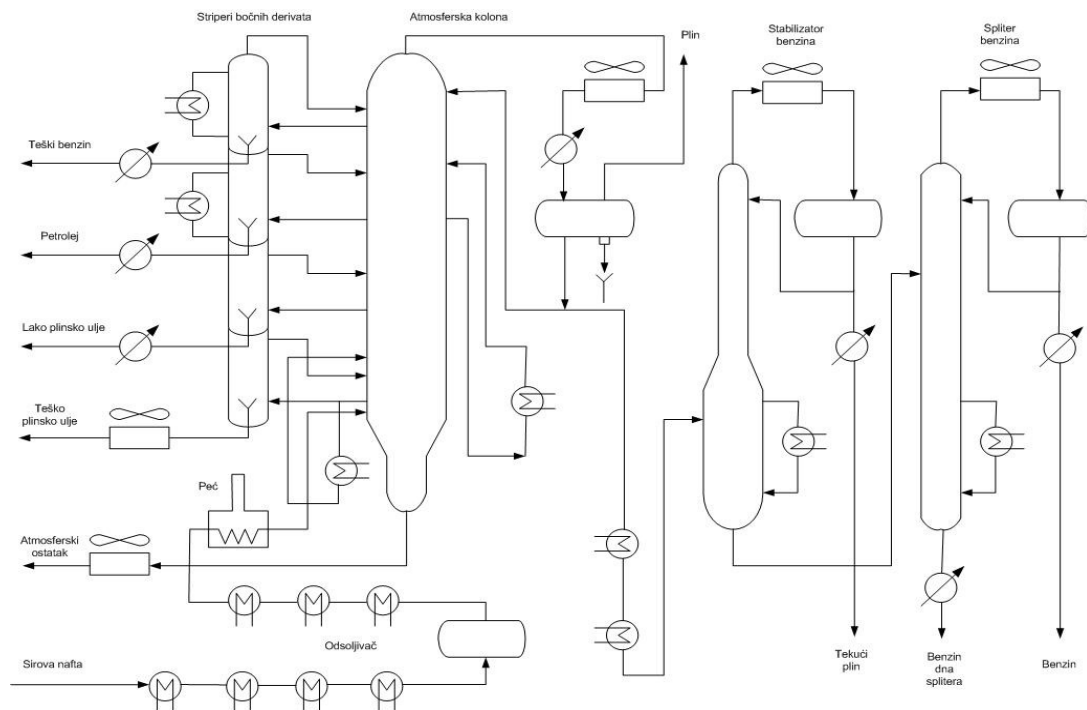 Striperi bočnih derivata
Atmosferska kolona
Plin
Stabilizator
benzina
Spliter
benzina
Teški benzin
Petrolej
Lako plinsko ulje
Teško
plinsko ulje
Peć
Atmosferski
ostatak
Odsoljivač
Sirova nafta
Tekući
plin
Benzin
dna
splitera
Benzin